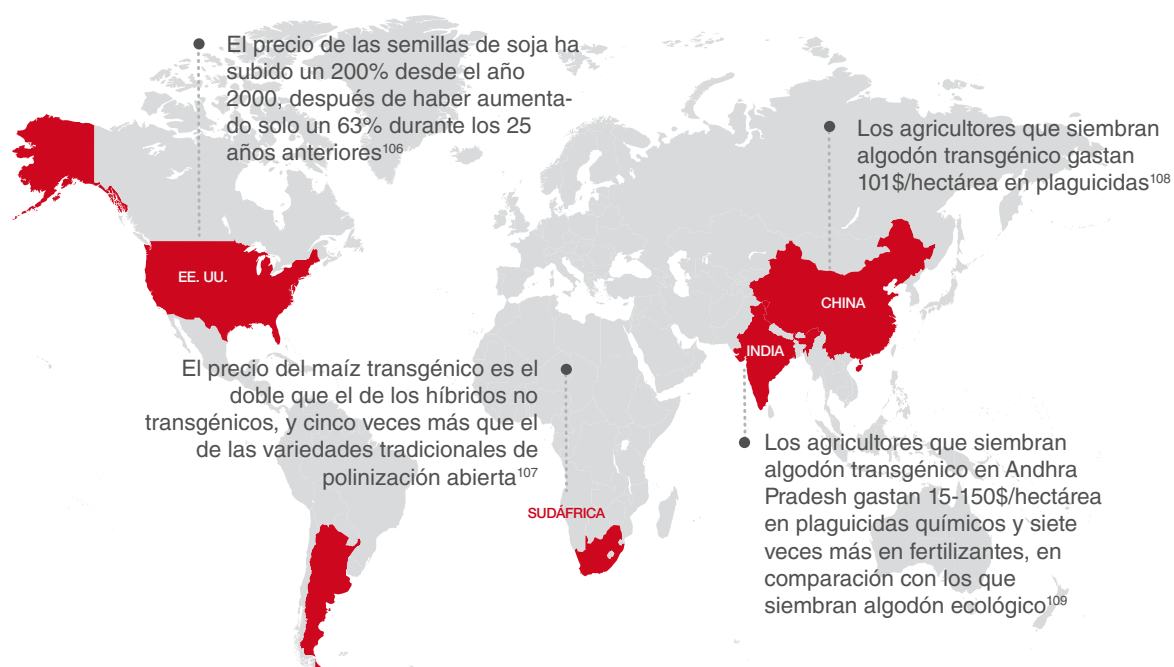 El precio de las semillas de soja ha
subido un 200% desde el año
2000, después de haber aumenta-
do solo un 63% durante los 25
años anteriores106
Los agricultores que siembran
algodón transgénico gastan
101$/hectárea en plaguicidas108
EE. UU.
CHINA
INDIA
El precio del maíz transgénico es el
doble que el de los híbridos no
transgénicos, y cinco veces más que el
de las variedades tradicionales de
polinización abierta107
SUDÁFRICA
Los agricultores que siembran
algodón transgénico en Andhra
Pradesh gastan 15-150$/hectárea
en plaguicidas químicos y siete
veces más en fertilizantes, en
comparación con los que
siembran algodón ecológico109